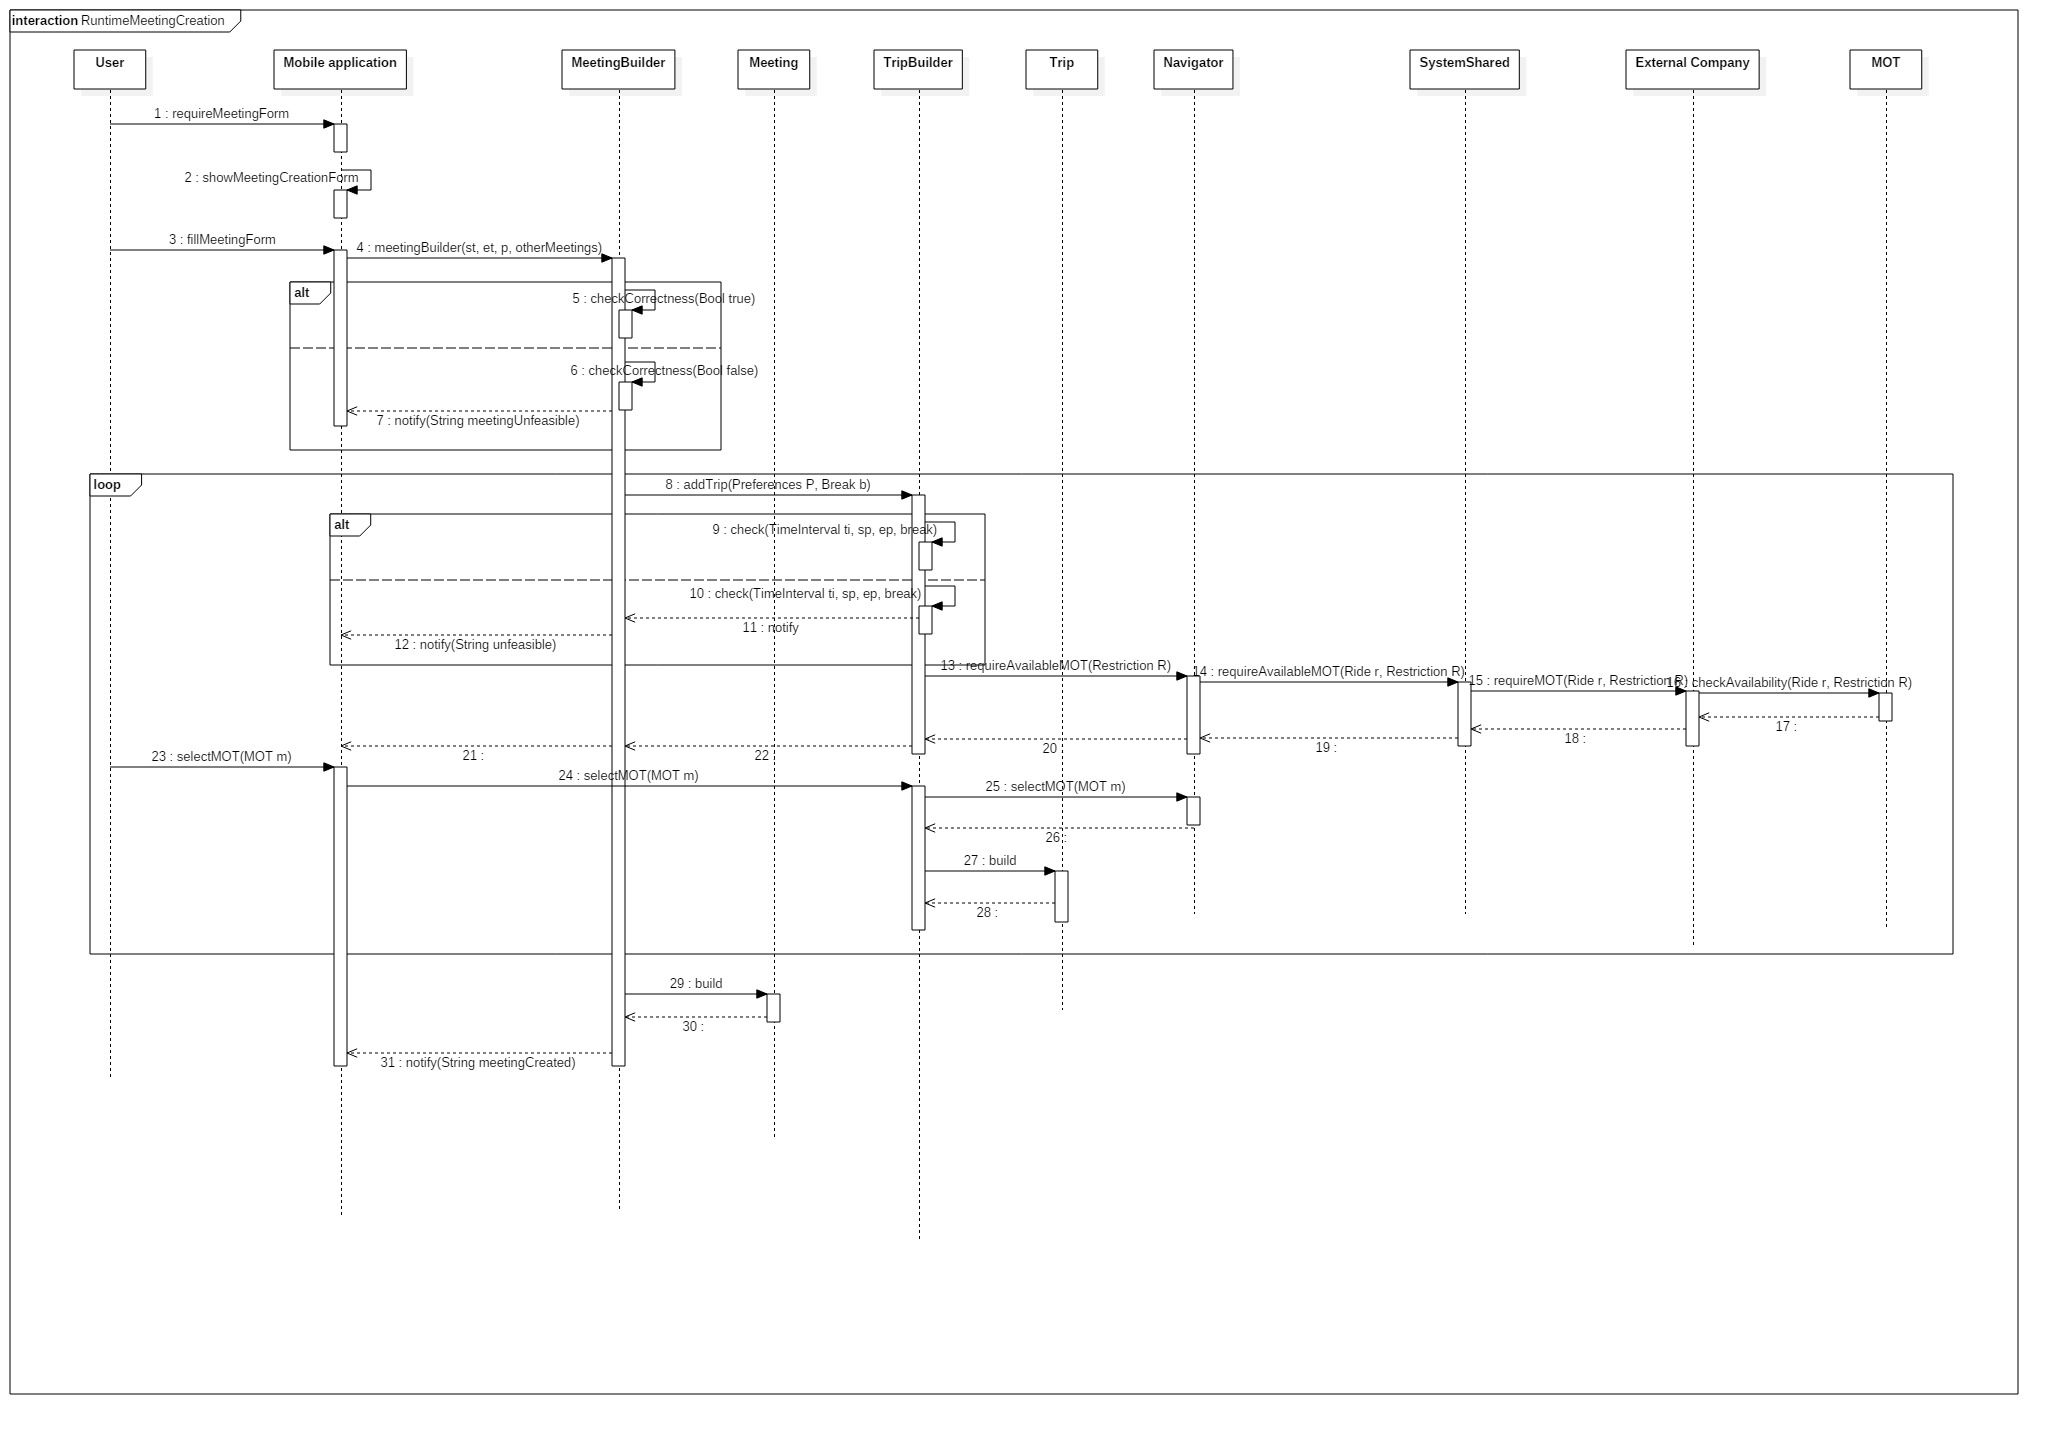 interaction RuntimeMeetingCreation
User
Mobile application
MeetingBuilder
Meeting
TripBuilder
Trip
Navigator
SystemShared
External Company
MOT
1 : requireMeetingForm
2 : showMeetingCreationForm
3 : fillMeetingForm
4 : meetingBuilder(st, et, p, otherMeetings)
alt
5 : checkCorrectness(Bool true)
6 : checkCorrectness(Bool false)
7 : notify(String meetingUnfeasible)
loop
8 : addTrip(Preferences P, Break b)
alt
9 : check(TimeInterval ti, sp, ep, break)
10 : check(TimeInterval ti, sp, ep, break)
11 : notify
12 : notify(String unfeasible)
13 : requireAvailableMOT(Restriction R)
14 : requireAvailableMOT(Ride r, Restriction R)
15 : requireMOT(Ride r, Restriction R)
16 : checkAvailability(Ride r, Restriction R)
17 :
18 :
19 :
20 :
21 :
22 :
23 : selectMOT(MOT m)
24 : selectMOT(MOT m)
25 : selectMOT(MOT m)
26 :
27 : build
28 :
29 : build
30 :
31 : notify(String meetingCreated)